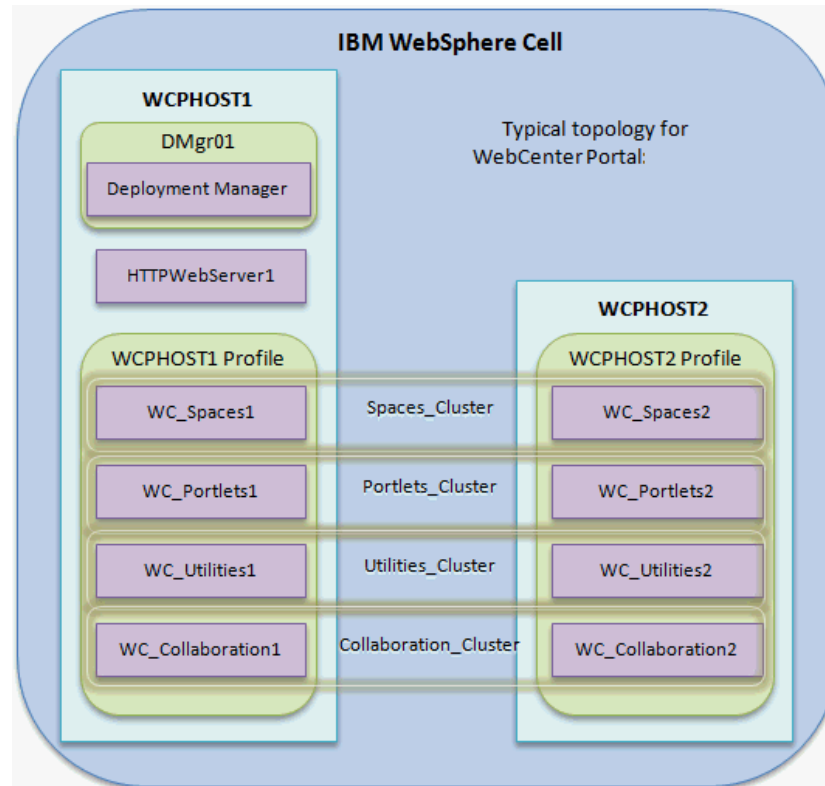 IBM WebSphere Cell
WCPHOST1
DMgr01
Deployment Manager
HTTPWebServer1
Typical topology for
WebCenter Portal:
WCPHOST2
WCPHOST1 Profile
WCPHOST2 Profile
WC_Spaces1
Spaces_Cluster
WC_Spaces2
WC_Portlets1
Portlets_Cluster
WC_Portlets2
WC_Utilities1
Utilities_Cluster
WC_Utilities2
WC_Collaboration1
Collaboration_Cluster
WC_Collaboration2